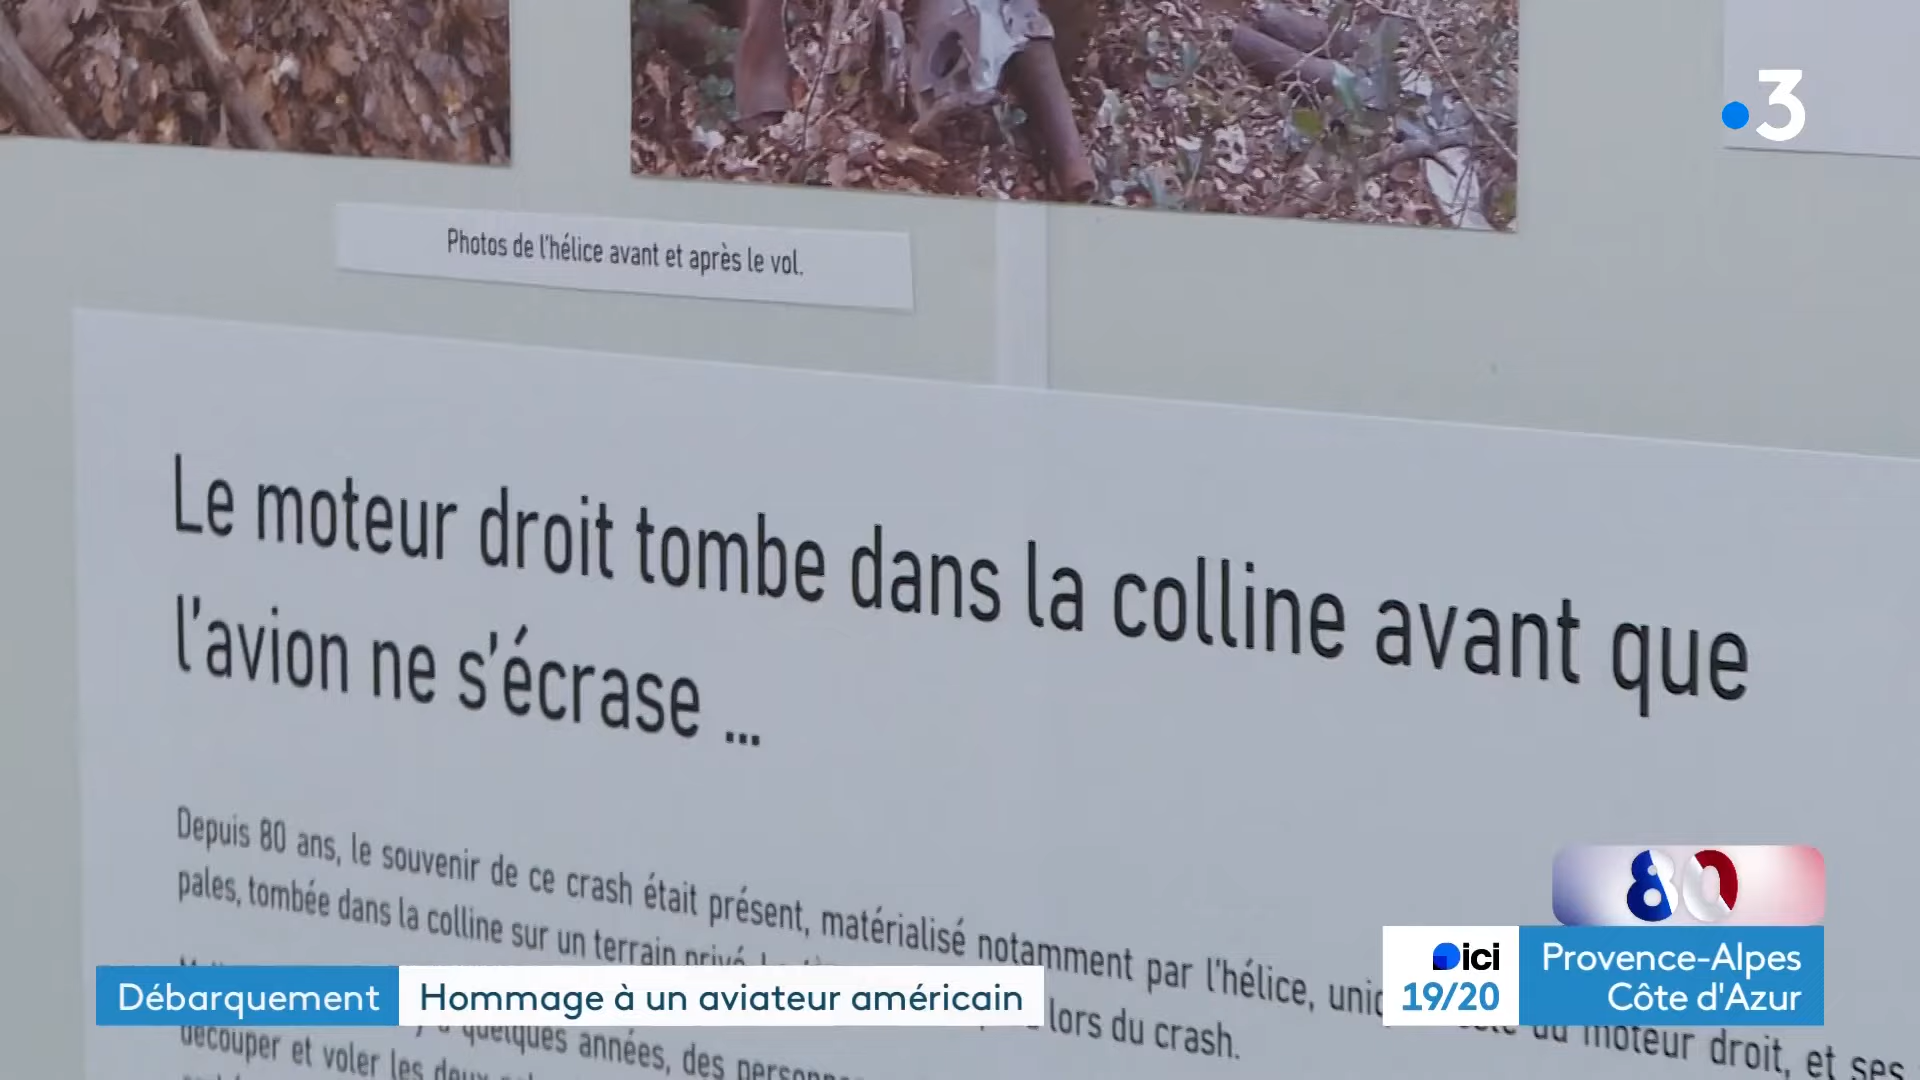 3
Photos de l'hélice avant et après le vol.
Le moteur droit tombe dans la colline avant que
l'avion ne s'écrase ...
Depuis 80 ans, le souvenir de ce crash était présent, matérialisé notamment par l'hélice, du moteur droit, et ses
pales, tombée dans la colline sur un terrain privé. lors du crash.
quelques années, des
découper et voler les deux
80
ici
19/20
Provence-Alpes
Côte d'Azur
Débarquement
Hommage à un aviateur américain